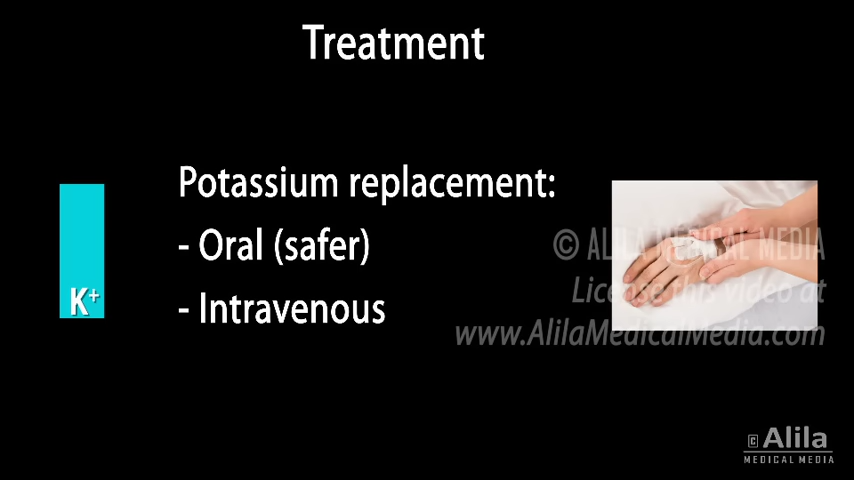 Treatment
Potassium replacement:
- Oral (safer)
- Intravenous
K+
© ALILA MEDICAL MEDIA
License this video at
www.AlilaMedicalMedia.com
© Alila
MEDICAL MEDIA